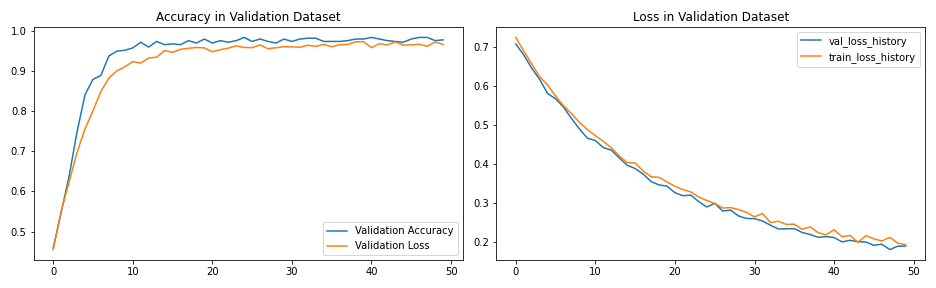 Accuracy in Validation Dataset
1.0
0.9
0.8
0.7
0.6
0.5
0 10 20 30 40 50
Validation Accuracy
Validation Loss
Loss in Validation Dataset
0.7
0.6
0.5
0.4
0.3
0.2
0 10 20 30 40 50
val_loss_history
train_loss_history